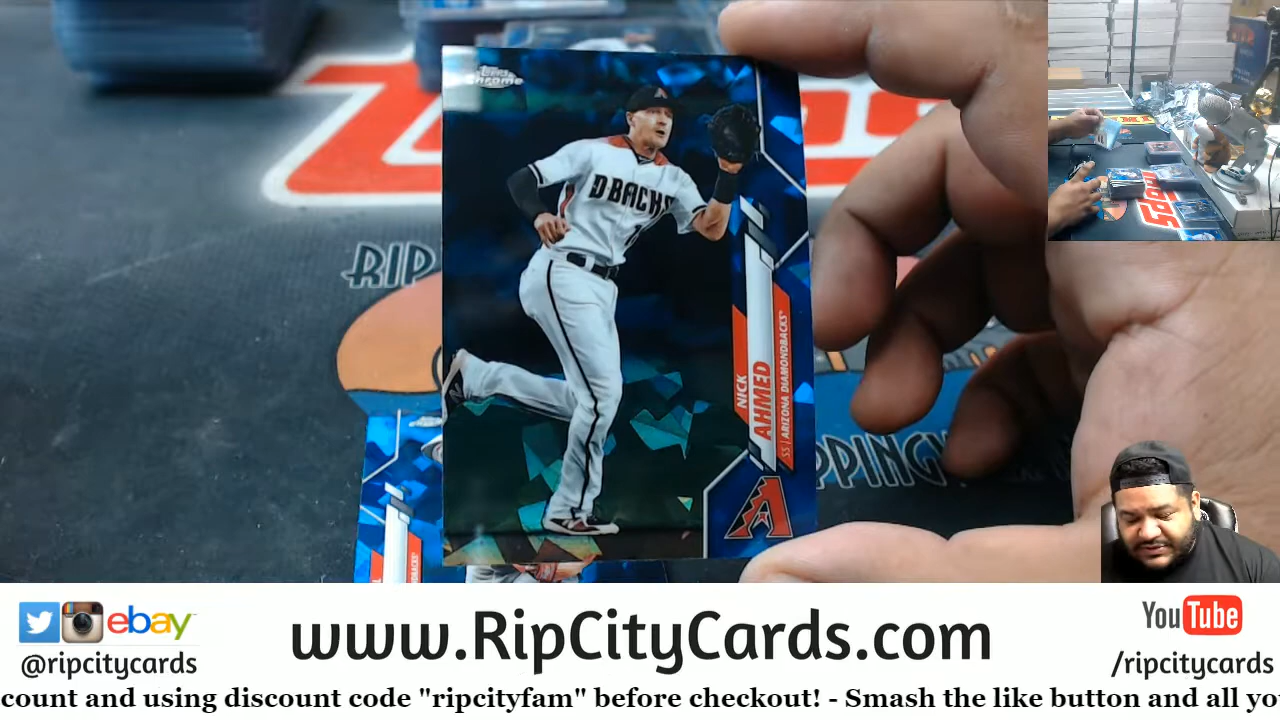 Topps
Chrome
DBACKS
NICK
AHMED
SS | ARIZONA DIAMONDBACKS
RIP
Topps
ebay
@ripcitycards
www.RipCityCards.com
YouTube
/ripcitycards
count and using discount code "ripcityfam" before checkout! - Smash the like button and all yo